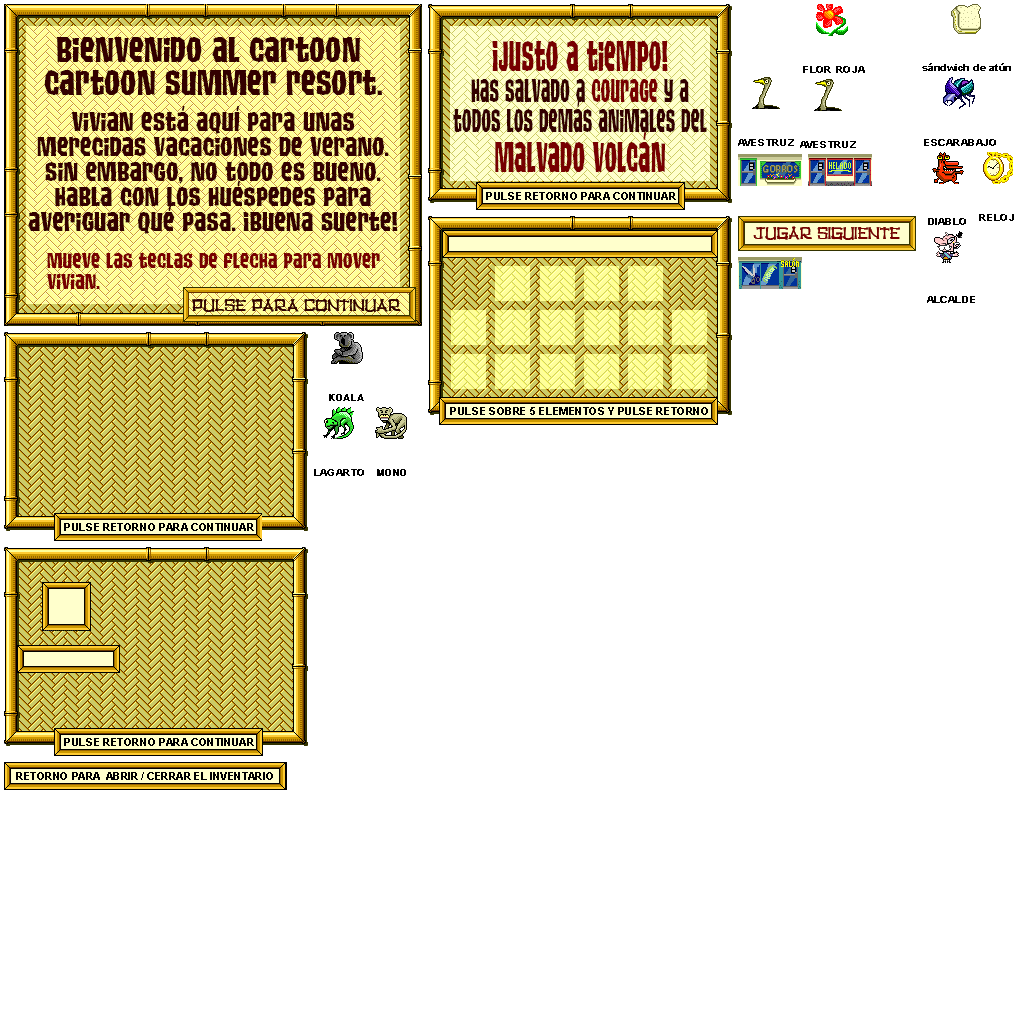 Bienvenido al Cartoon
Cartoon Summer Resort.
Vivian está aquí para unas
merecidas vacaciones de verano.
Sin embargo, no todo es bueno.
Habla con los huéspedes para
averiguar qué pasa. ¡Buena suerte!
Mueve las teclas de flecha para mover
Vivian.
PULSE PARA CONTINUAR
¡Justo a tiempo!
Has salvado a Courage y a
todos los demás animales del
Malvado Volcán
PULSE RETORNO PARA CONTINUAR
FLOR ROJA
sándwich de atún
AVESTRUZ
AVESTRUZ
ESCARABAJO
GORROS
HELADO
DIABLO
RELOJ
JUGAR SIGUIENTE
SALON
ALCALDE
PULSE SOBRE 5 ELEMENTOS Y PULSE RETORNO
KOALA
LAGARTO
MONO
PULSE RETORNO PARA CONTINUAR
PULSE RETORNO PARA CONTINUAR
RETORNO PARA ABRIR / CERRAR EL INVENTARIO